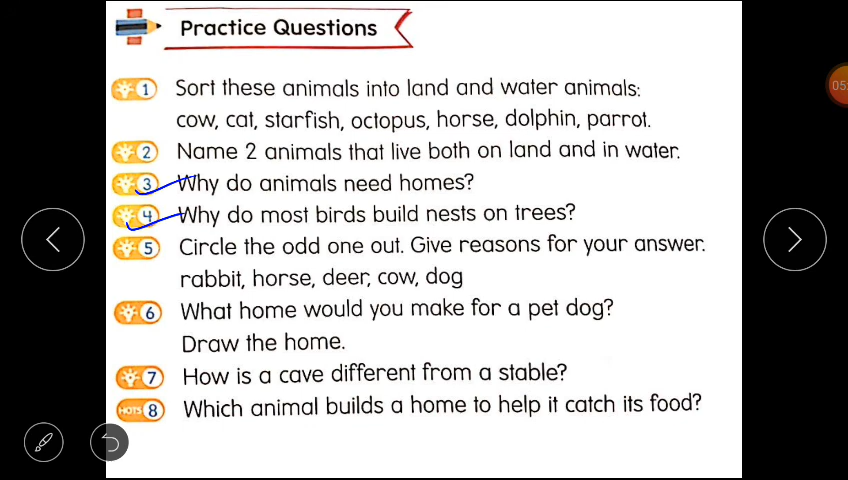 Practice Questions
1 Sort these animals into land and water animals:
cow, cat, starfish, octopus, horse, dolphin, parrot.
2 Name 2 animals that live both on land and in water.
3 Why do animals need homes?
4 Why do most birds build nests on trees?
5 Circle the odd one out. Give reasons for your answer.
rabbit, horse, deer, cow, dog
6 What home would you make for a pet dog?
Draw the home.
7 How is a cave different from a stable?
HOTS 8 Which animal builds a home to help it catch its food?